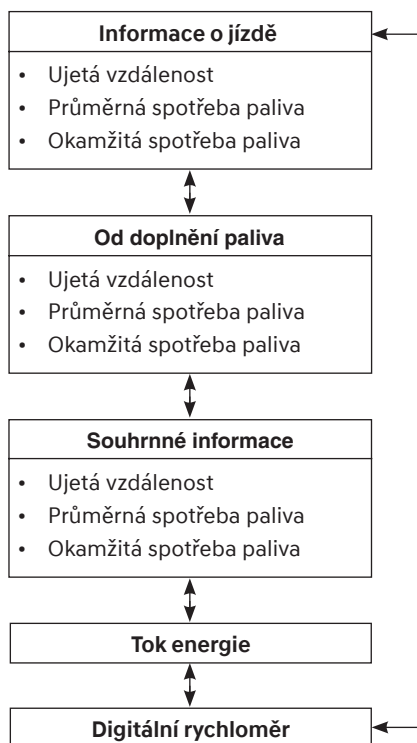 Informace o jízdě
• Ujetá vzdálenost
• Průměrná spotřeba paliva
• Okamžitá spotřeba paliva
Od doplnění paliva
• Ujetá vzdálenost
• Průměrná spotřeba paliva
• Okamžitá spotřeba paliva
Souhrnné informace
• Ujetá vzdálenost
• Průměrná spotřeba paliva
• Okamžitá spotřeba paliva
Tok energie
Digitální rychloměr